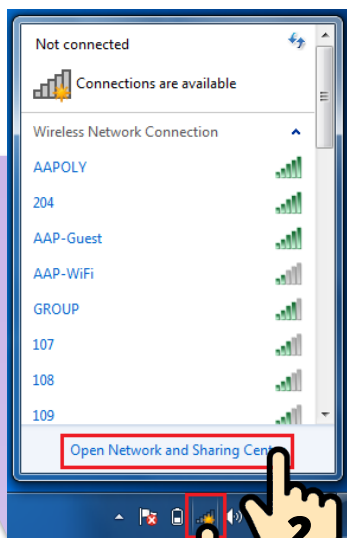 Not connected
Connections are available
Wireless Network Connection
AAPOLY
204
AAP-Guest
AAP-WiFi
GROUP
107
108
109
Open Network and Sharing
2